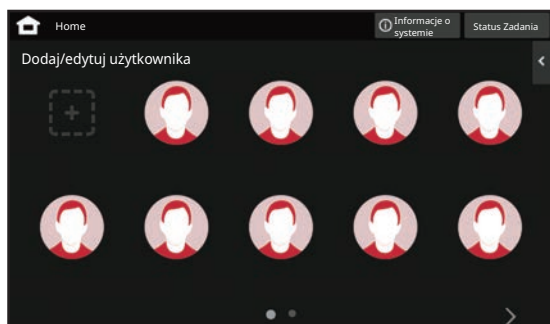 Home
Informacje o
systemie
Status Zadania
Dodaj/edytuj użytkownika